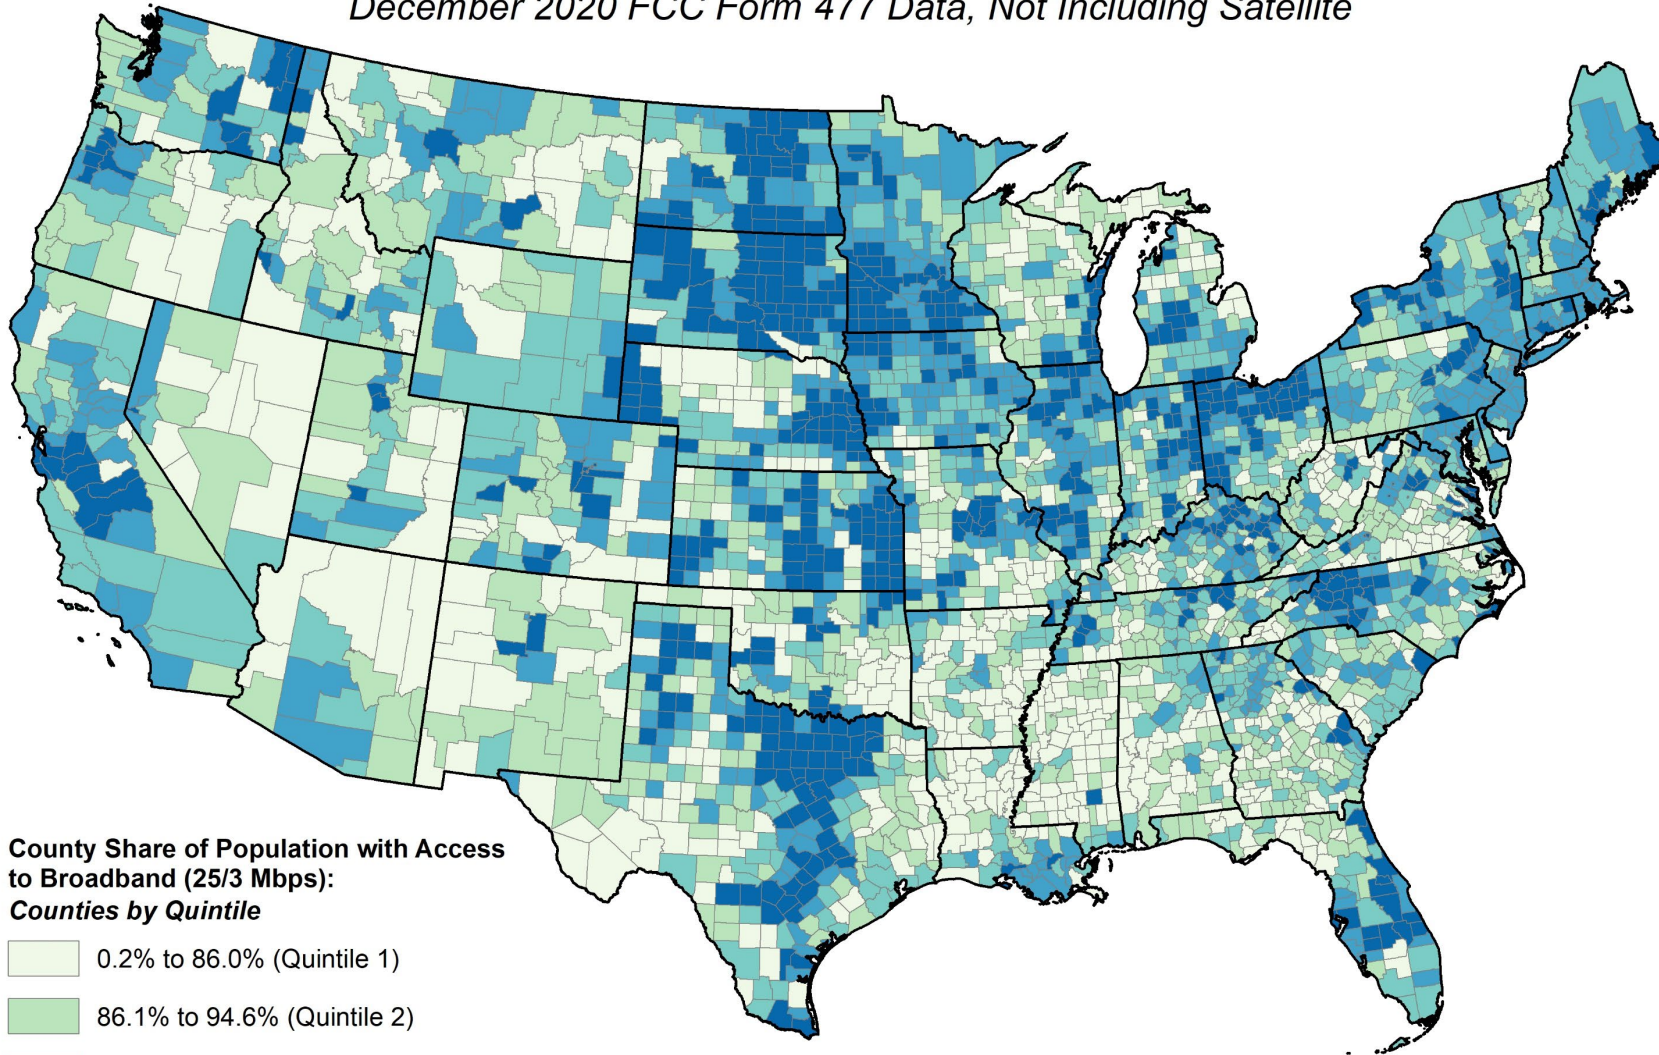 December 2020 FCC Form 477 Data, Not Including Satellite
County Share of Population with Access
to Broadband (25/3 Mbps):
Counties by Quintile
0.2% to 86.0% (Quintile 1)
86.1% to 94.6% (Quintile 2)